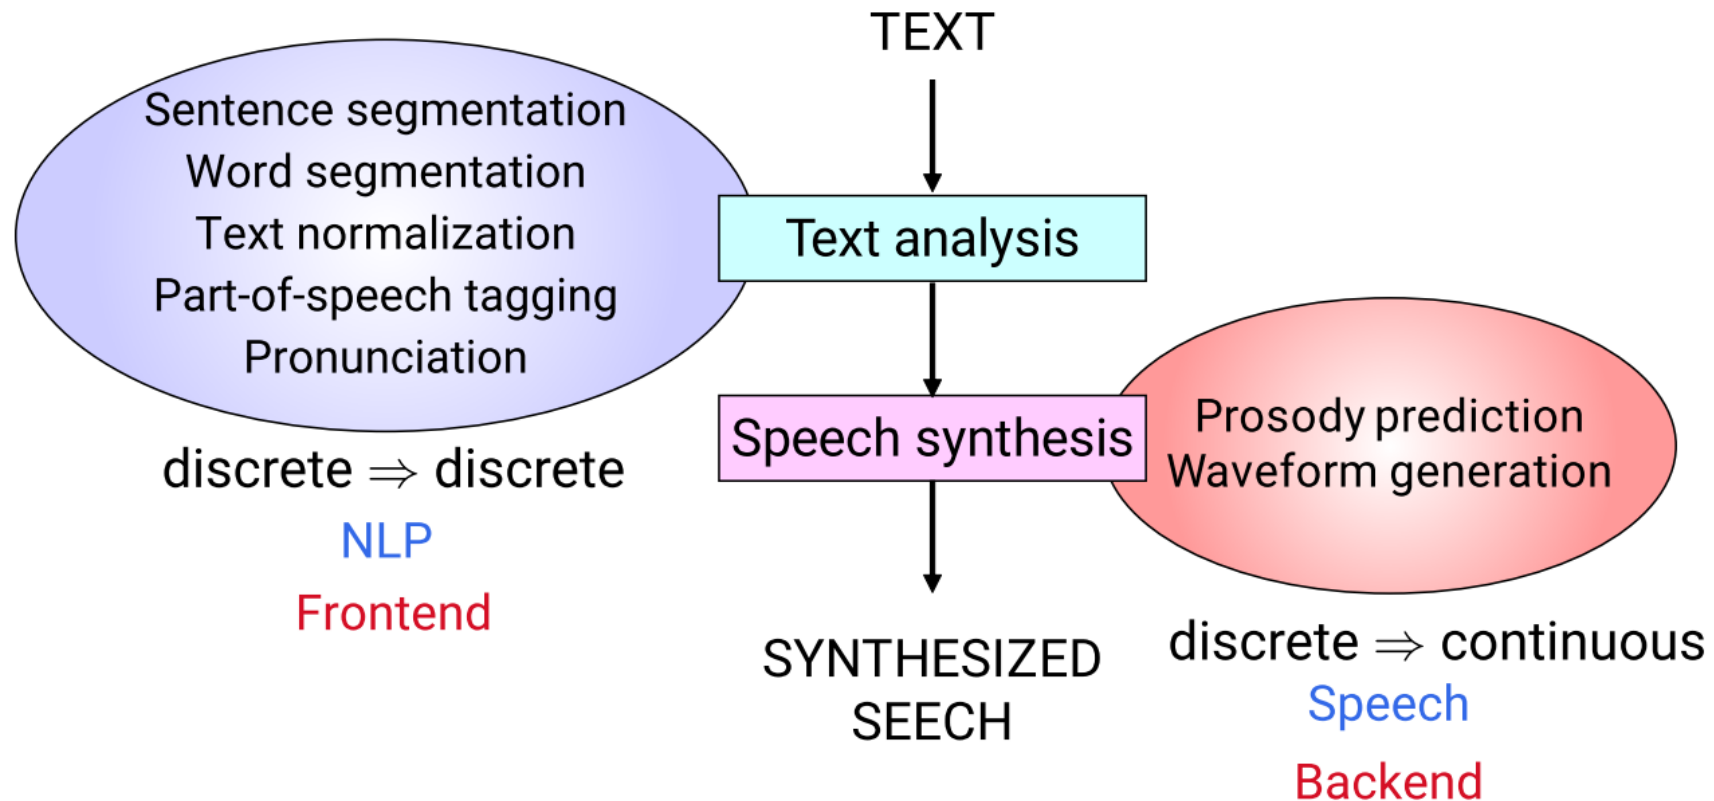 TEXT
Sentence segmentation
Word segmentation
Text normalization
Part-of-speech tagging
Pronunciation
Text analysis
Speech synthesis
Prosody prediction
Waveform generation
discrete ⇒ discrete
NLP
Frontend
SYNTHESIZED
SEECH
discrete ⇒ continuous
Speech
Backend